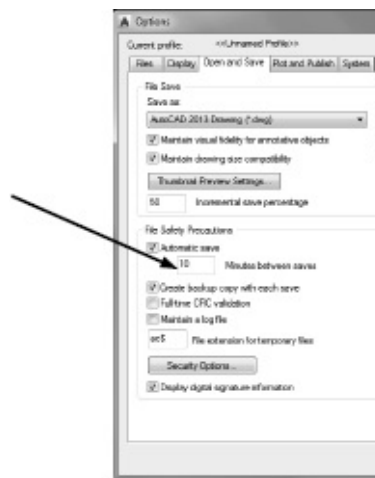 Options
Current profile: <<Unnamed Profile>>
Files Display Open and Save Plot and Publish System
File Save
Save as:
AutoCAD 2013 Drawing (*.dwg)
Maintain visual fidelity for annotative objects
Maintain drawing size compatibility
Thumbnail Preview Settings...
50 Incremental save percentage
File Safety Precautions
Automatic save
10 Minutes between saves
Create backup copy with each save
Full-time CRC validation
Maintain a log file
ac$ File extension for temporary files
Security Options...
Display digital signature information